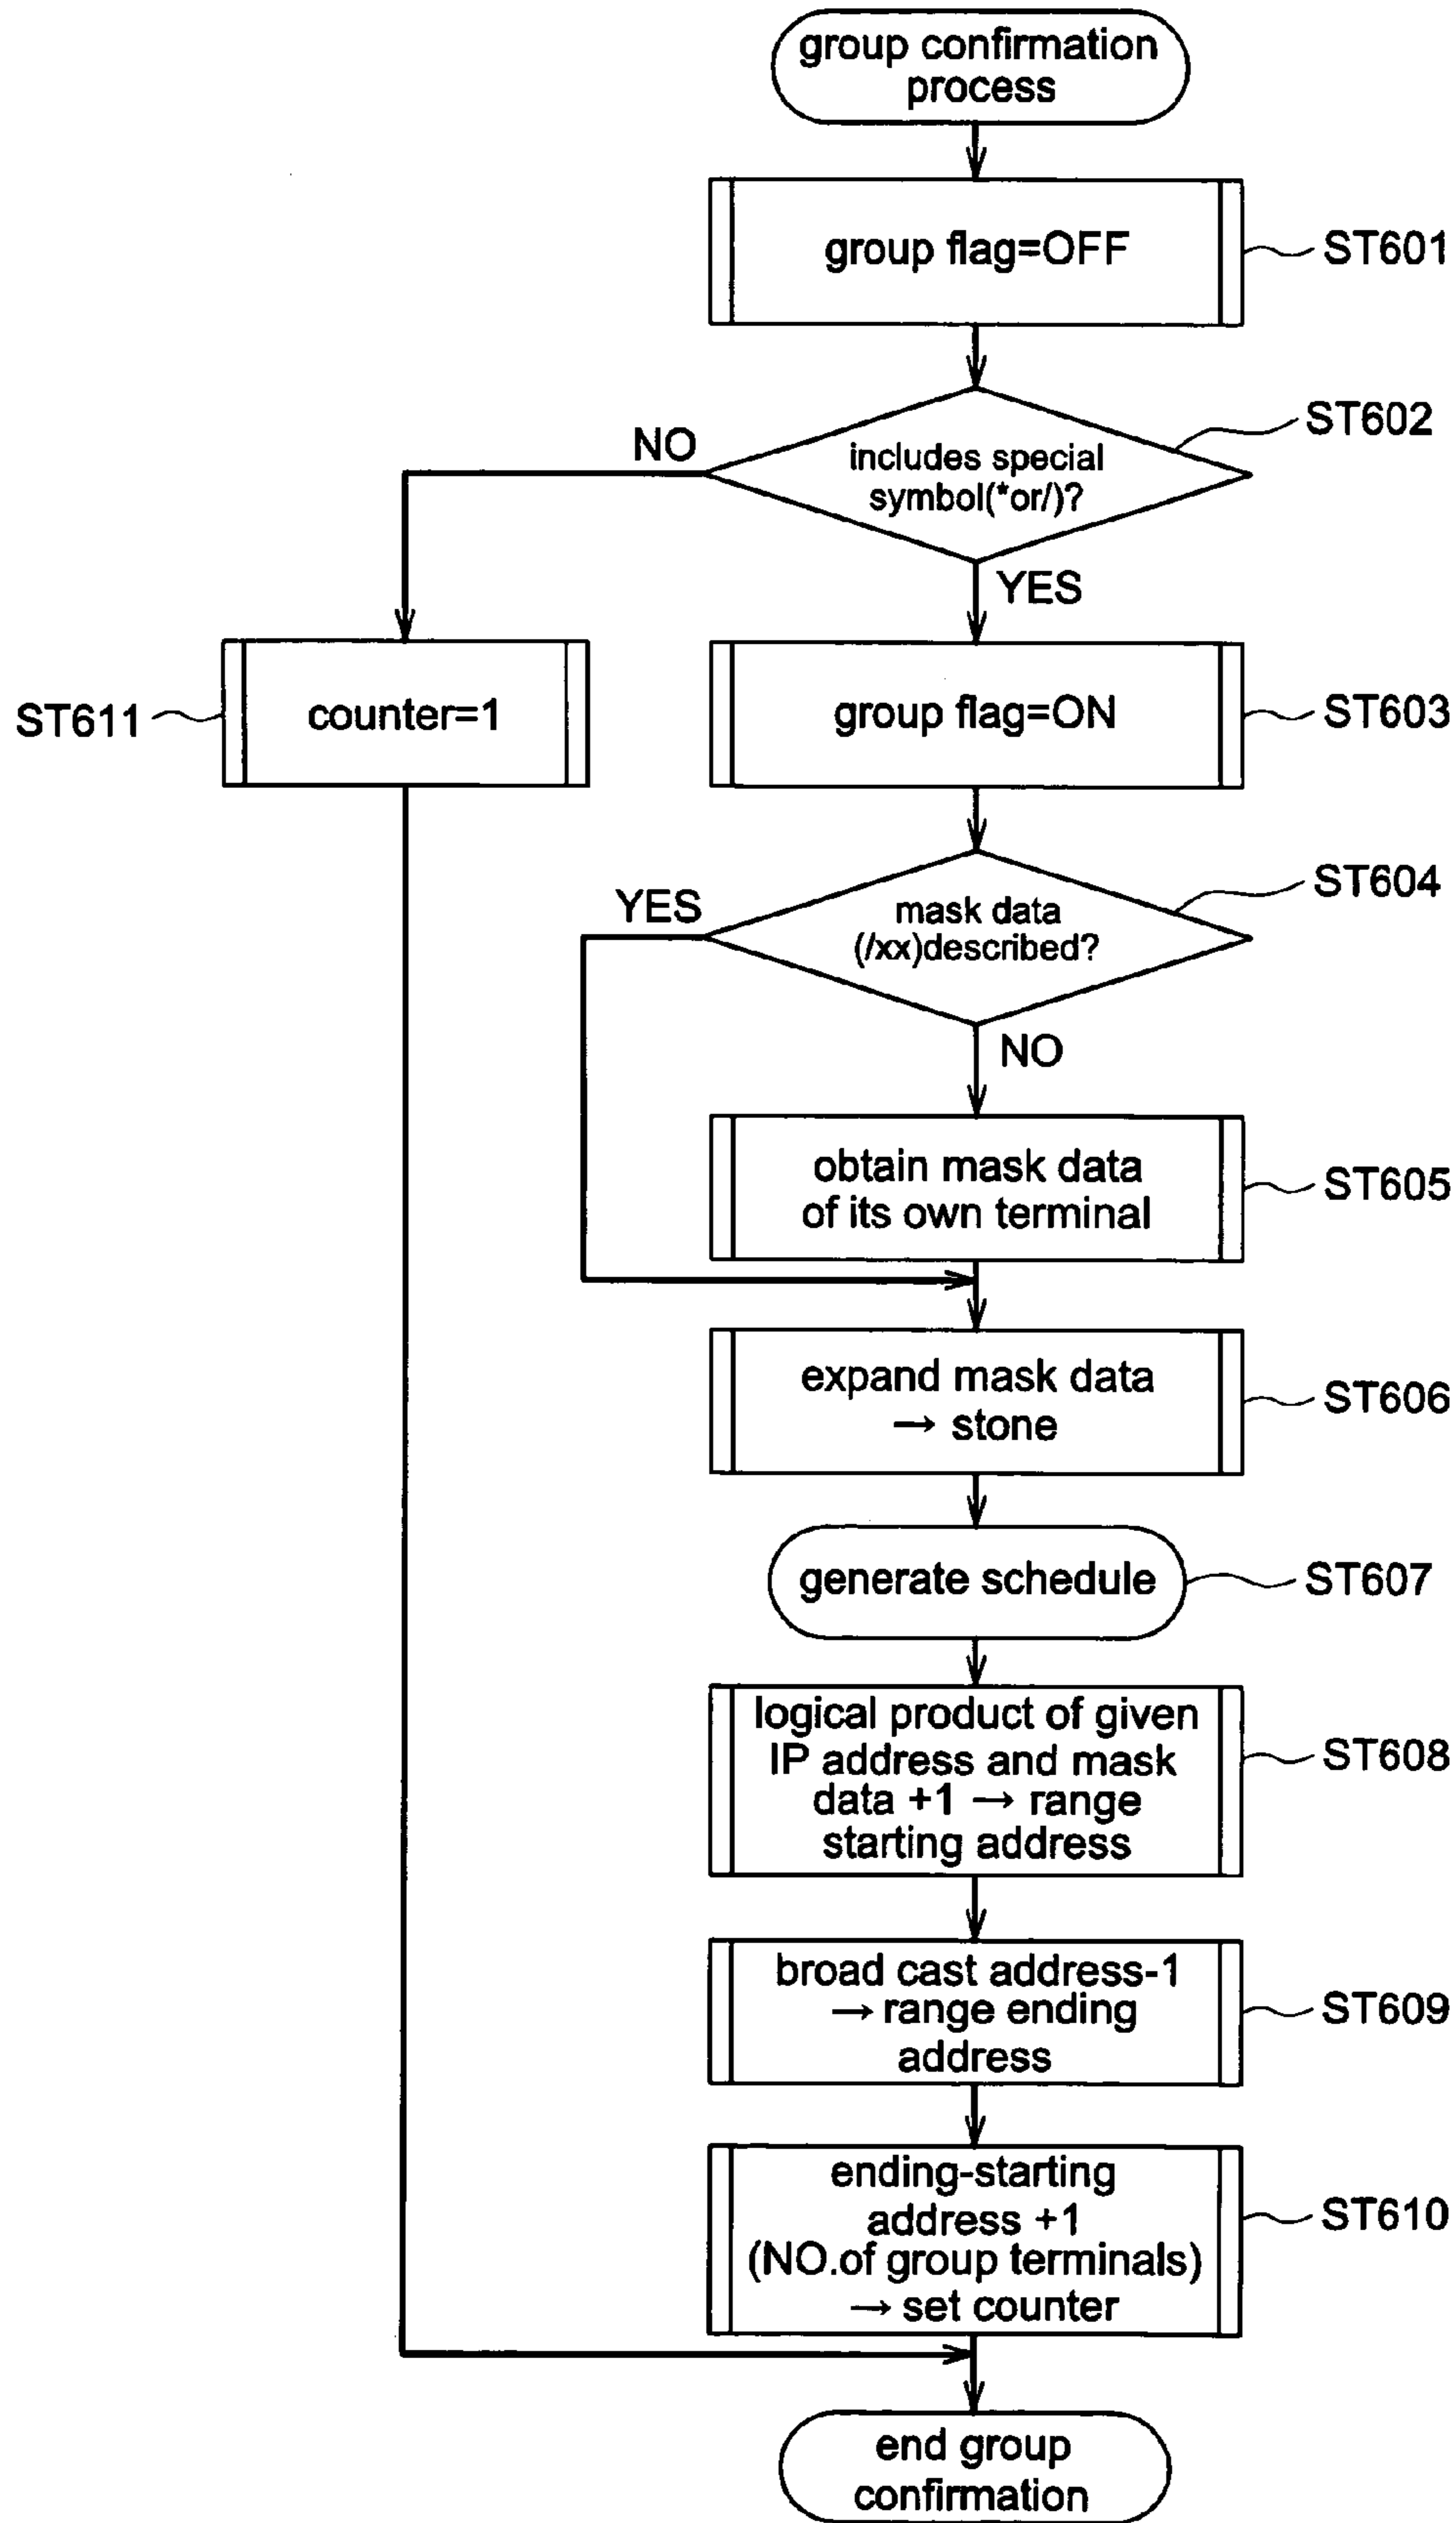 group confirmation
process
group flag=OFF
ST601
ST602
NO
includes special
symbol(*or/)?
YES
ST611
counter=1
group flag=ON
ST603
ST604
YES
mask data
(/xx)described?
NO
obtain mask data
of its own terminal
ST605
expand mask data
→ stone
ST606
generate schedule
ST607
logical product of given
IP address and mask
data +1 → range
starting address
ST608
broad cast address-1
→ range ending
address
ST609
ending-starting
address +1
(NO.of group terminals)
→ set counter
ST610
end group
confirmation